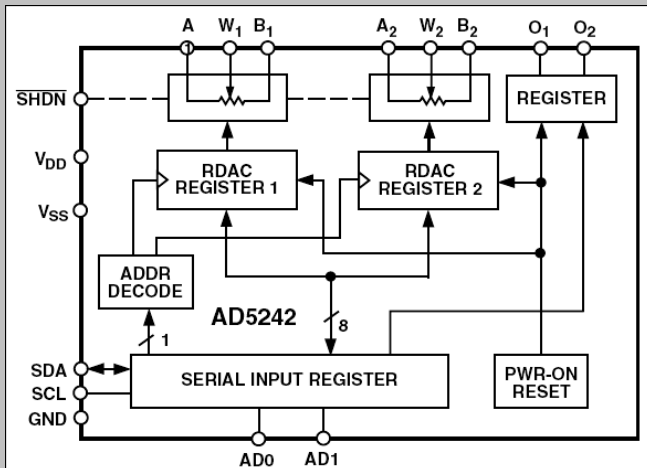 A W1 B1 A2 W2 B2 O1 O2
1
SHDN
REGISTER
VDD
RDAC
REGISTER 1
RDAC
REGISTER 2
VSS
ADDR
DECODE
AD5242
8
1
SDA
SERIAL INPUT REGISTER
PWR-ON
RESET
SCL
GND
AD0 AD1